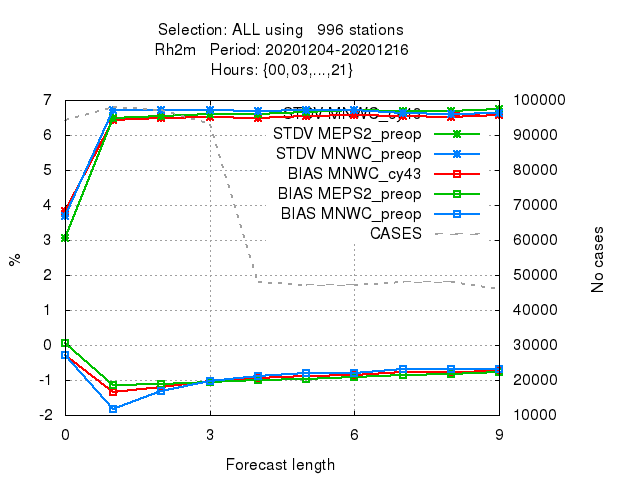 Selection: ALL using 996 stations
Rh2m Period: 20201204-20201216
Hours: {00,03,...,21}
7 100000
STDV MNWC_cy43
6 90000
STDV MEPS2_preop
STDV MNWC_preop
5 80000
BIAS MNWC_cy43
BIAS MEPS2_preop
4 70000
BIAS MNWC_preop
CASES
3 60000
%
No cases
2 50000
1 40000
0 30000
-1 20000
-2 10000
0 3 6 9
Forecast length